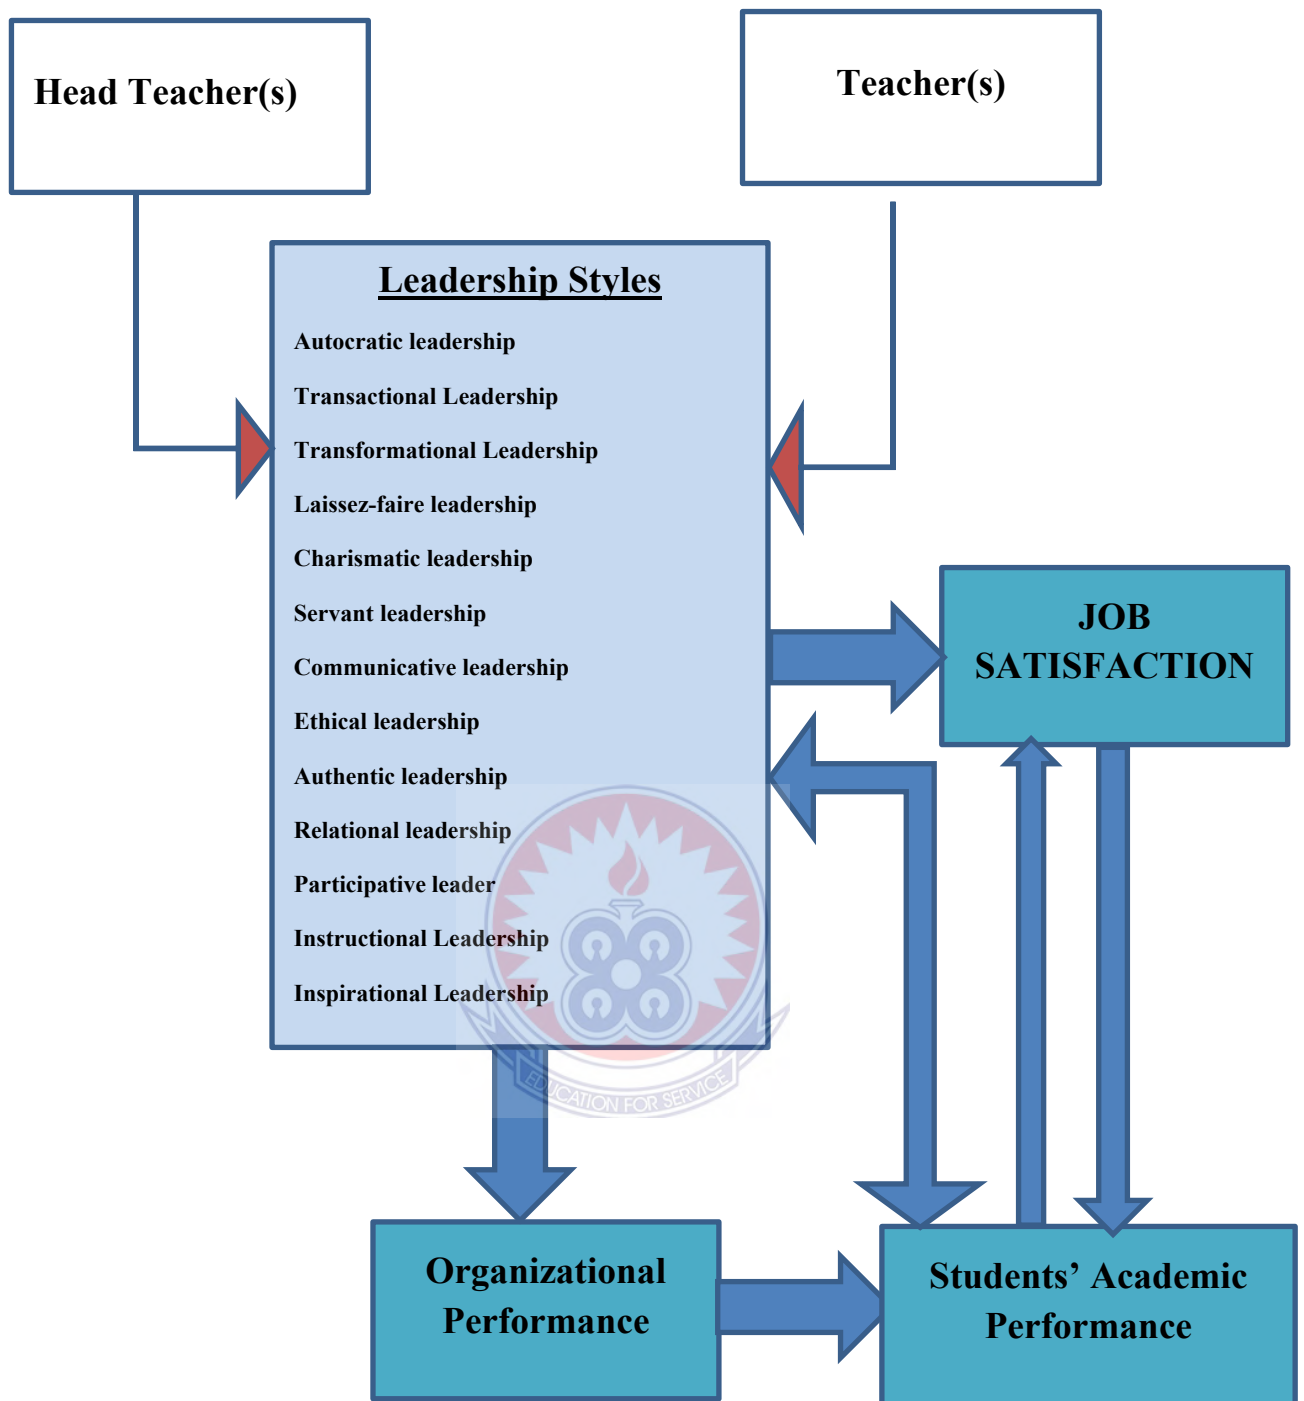 Head Teacher(s)
Teacher(s)
Leadership Styles
Autocratic leadership
Transactional Leadership
Transformational Leadership
Laissez-faire leadership
Charismatic leadership
Servant leadership
Communicative leadership
Ethical leadership
Authentic leadership
Relational leadership
Participative leader
Instructional Leadership
Inspirational Leadership
JOB
SATISFACTION
EDUCATION FOR SERVICE
Organizational
Performance
Students’ Academic
Performance